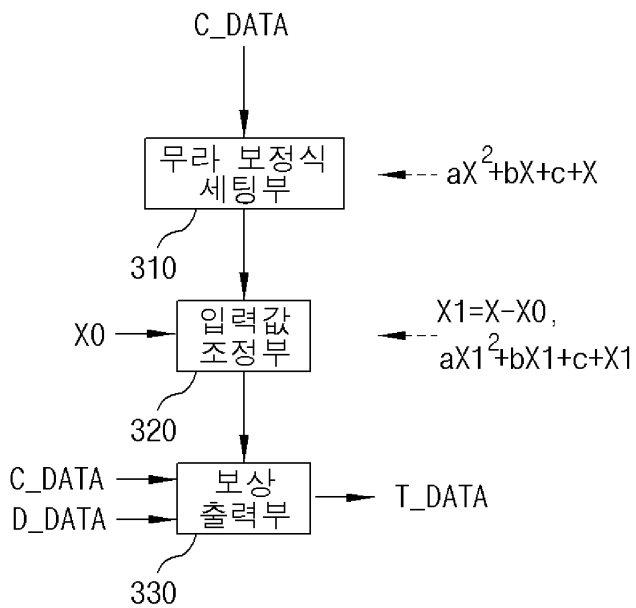 C_DATA
무라 보정식
세팅부
aX²+bX+c+X
310
X0
입력값
조정부
X1=X-X0,
aX1²+bX1+c+X1
320
C_DATA
D_DATA
보상
출력부
T_DATA
330